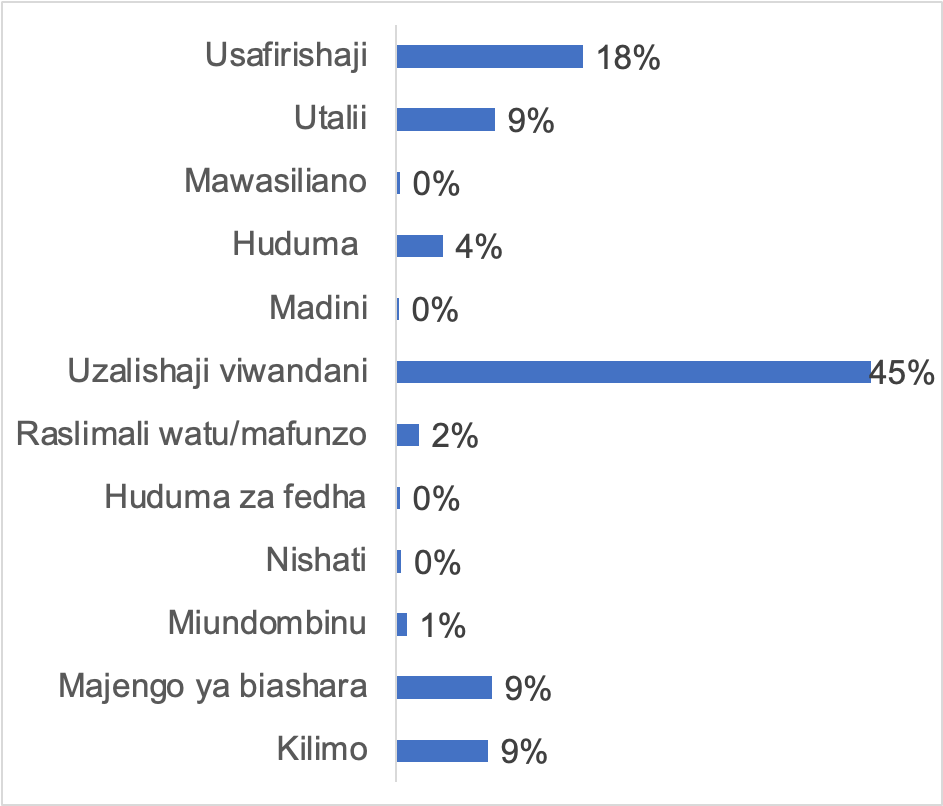 Usafirishaji 18%
Utalii 9%
Mawasiliano 0%
Huduma 4%
Madini 0%
Uzalishaji viwandani 45%
Raslimali watu/mafunzo 2%
Huduma za fedha 0%
Nishati 0%
Miundombinu 1%
Majengo ya biashara 9%
Kilimo 9%